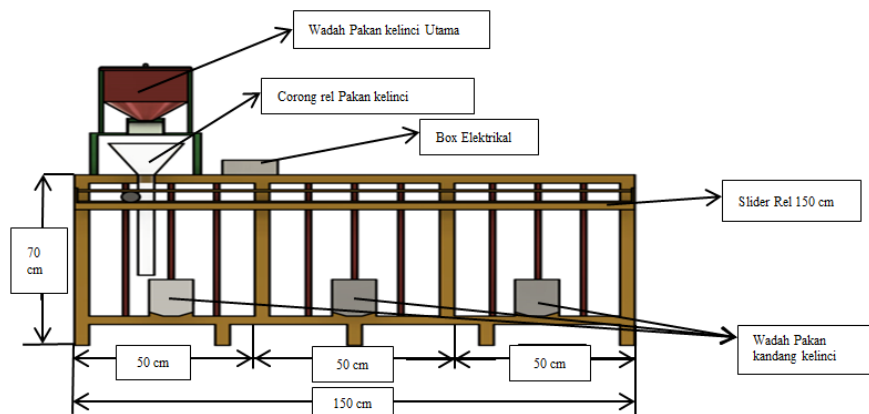 Wadah Pakan kelinci Utama
Corong rel Pakan kelinci
Box Elektrikal
Slider Rel 150 cm
70
cm
Wadah Pakan
kandang kelinci
50 cm
50 cm
50 cm
150 cm